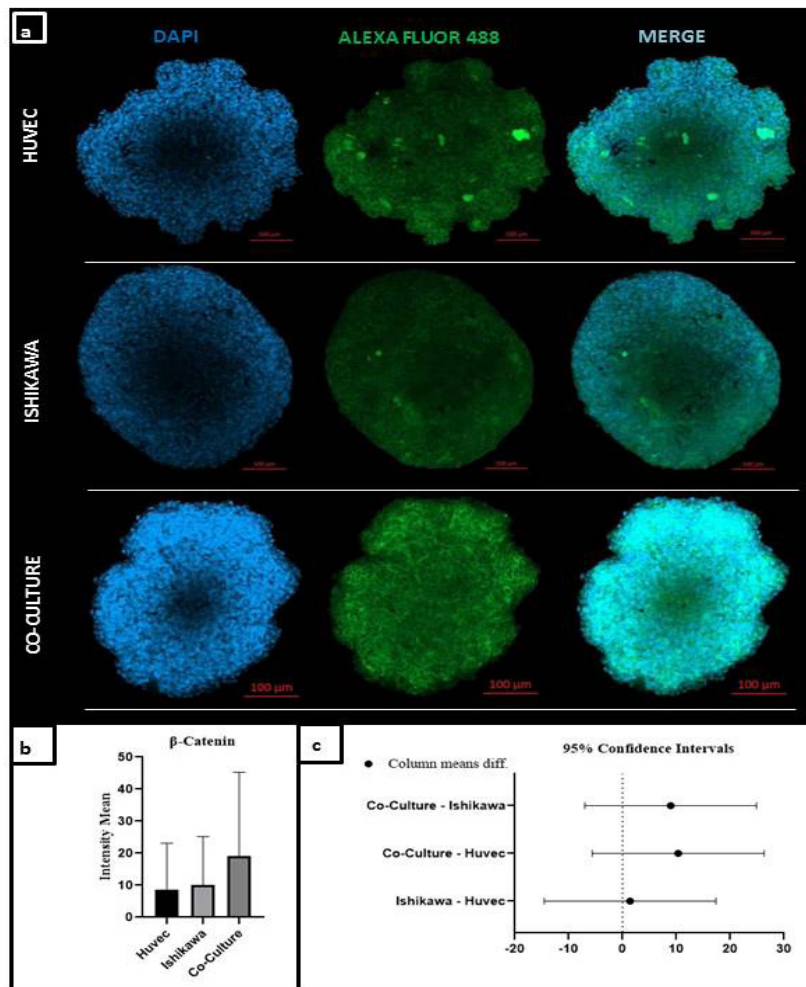 a
DAPI ALEXA FLUOR 488 MERGE
HUVEC
ISHIKAWA
CO-CULTURE
100 µm 100 µm 100 µm
b
β-Catenin
Intensity Mean
50
40
30
20
10
0
Huvec
Ishikawa
Co-Culture
c
95% Confidence Intervals
Column means diff.
Co-Culture - Ishikawa
Co-Culture - Huvec
Ishikawa - Huvec
-20 -10 0 10 20 30